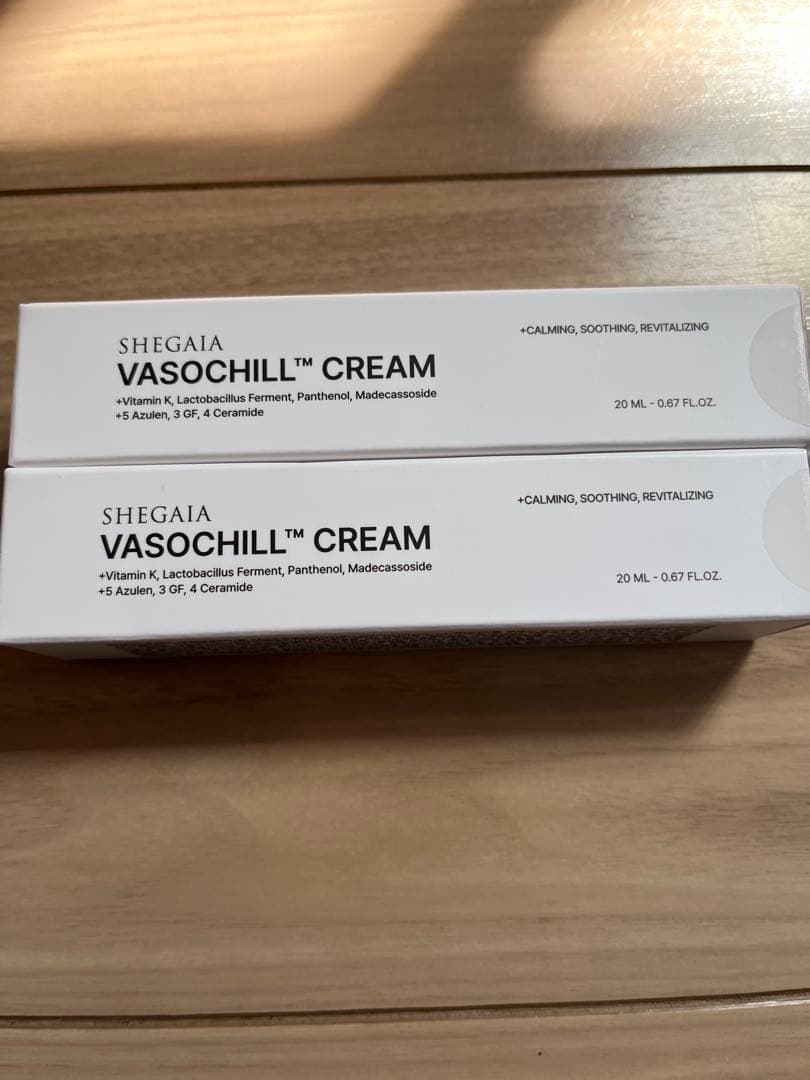 SHEGAIA
VASOCHILL™ CREAM
+Vitamin K, Lactobacillus Ferment, Panthenol, Madecassoside
+5 Azulen, 3 GF, 4 Ceramide
+CALMING, SOOTHING, REVITALIZING
20 ML - 0.67 FL.OZ.
SHEGAIA
VASOCHILL™ CREAM
+Vitamin K, Lactobacillus Ferment, Panthenol, Madecassoside
+5 Azulen, 3 GF, 4 Ceramide
+CALMING, SOOTHING, REVITALIZING
20 ML - 0.67 FL.OZ.